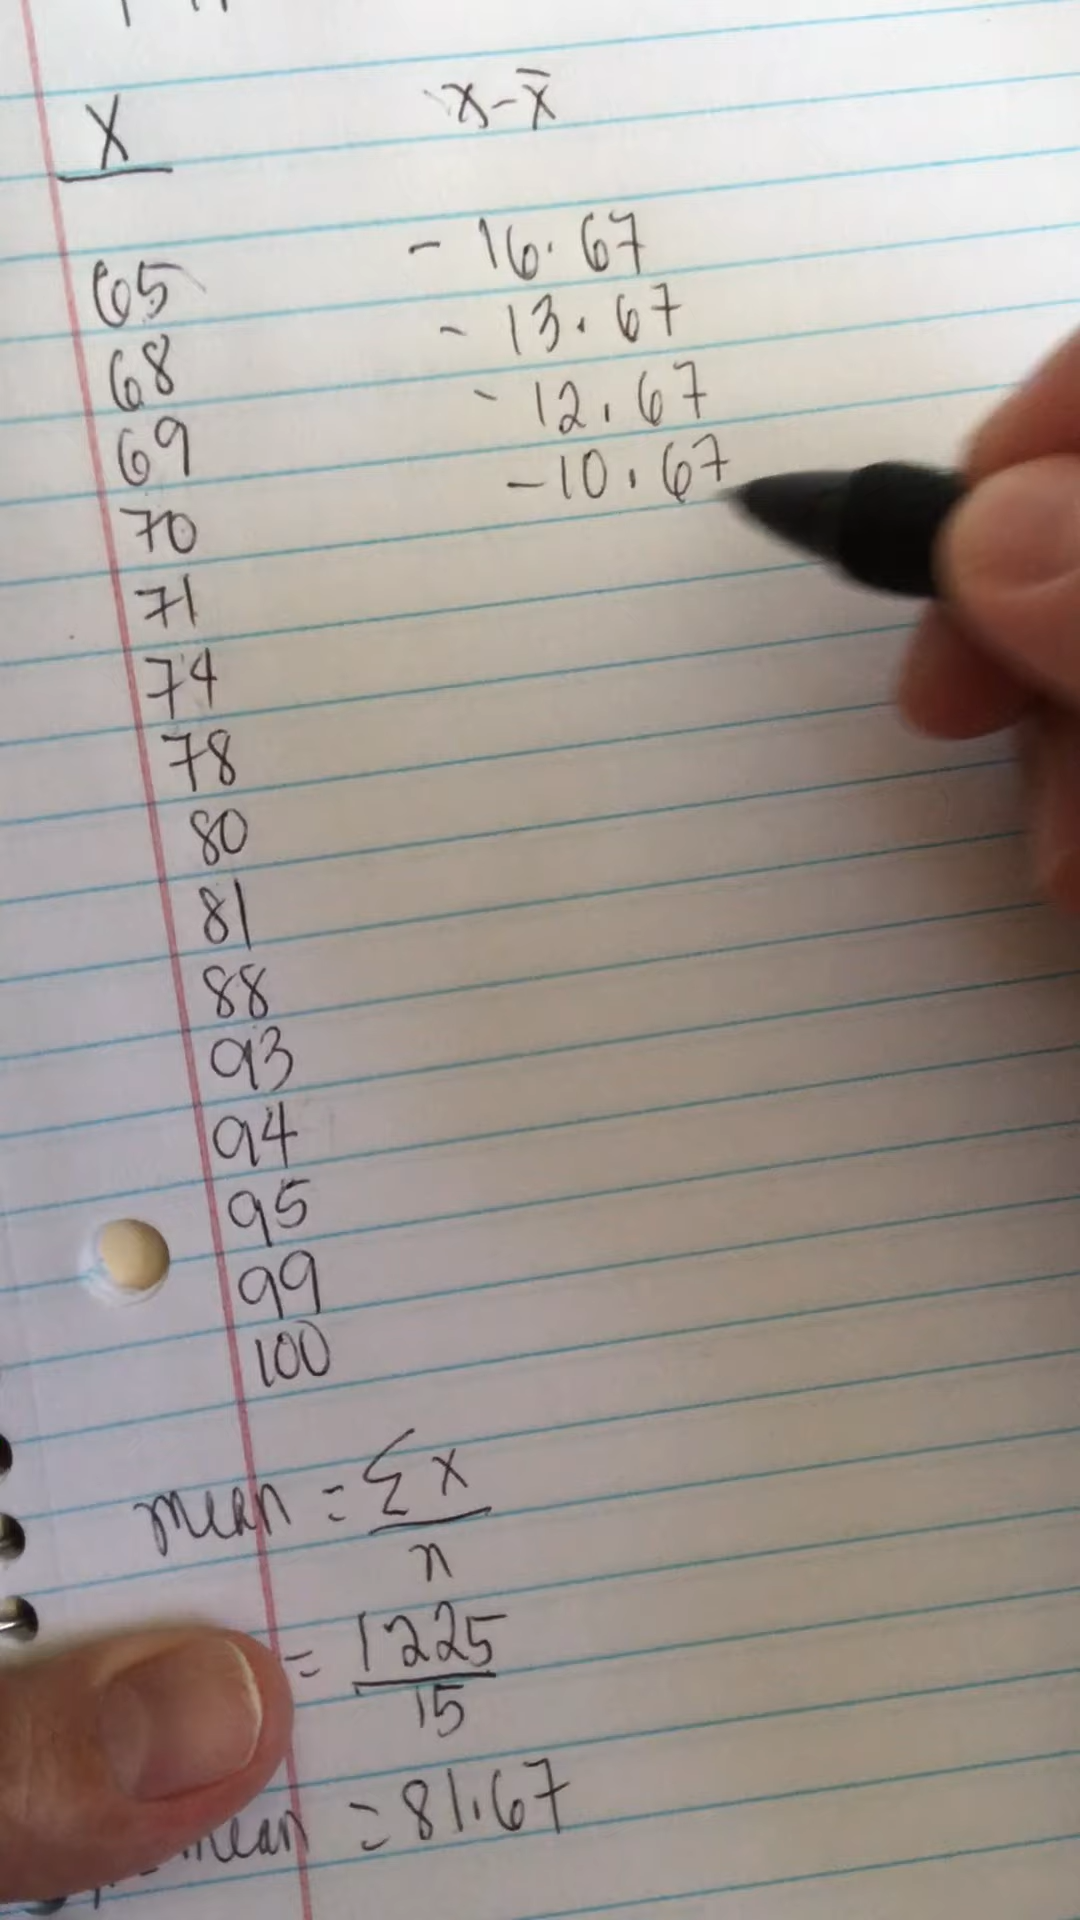 X x - x̄
65 - 16.67
68 - 13.67
69 - 12.67
70 - 10.67
71
74
78
80
81
88
93
94
95
99
100
mean = Σx
n
= 1225
15
mean = 81.67